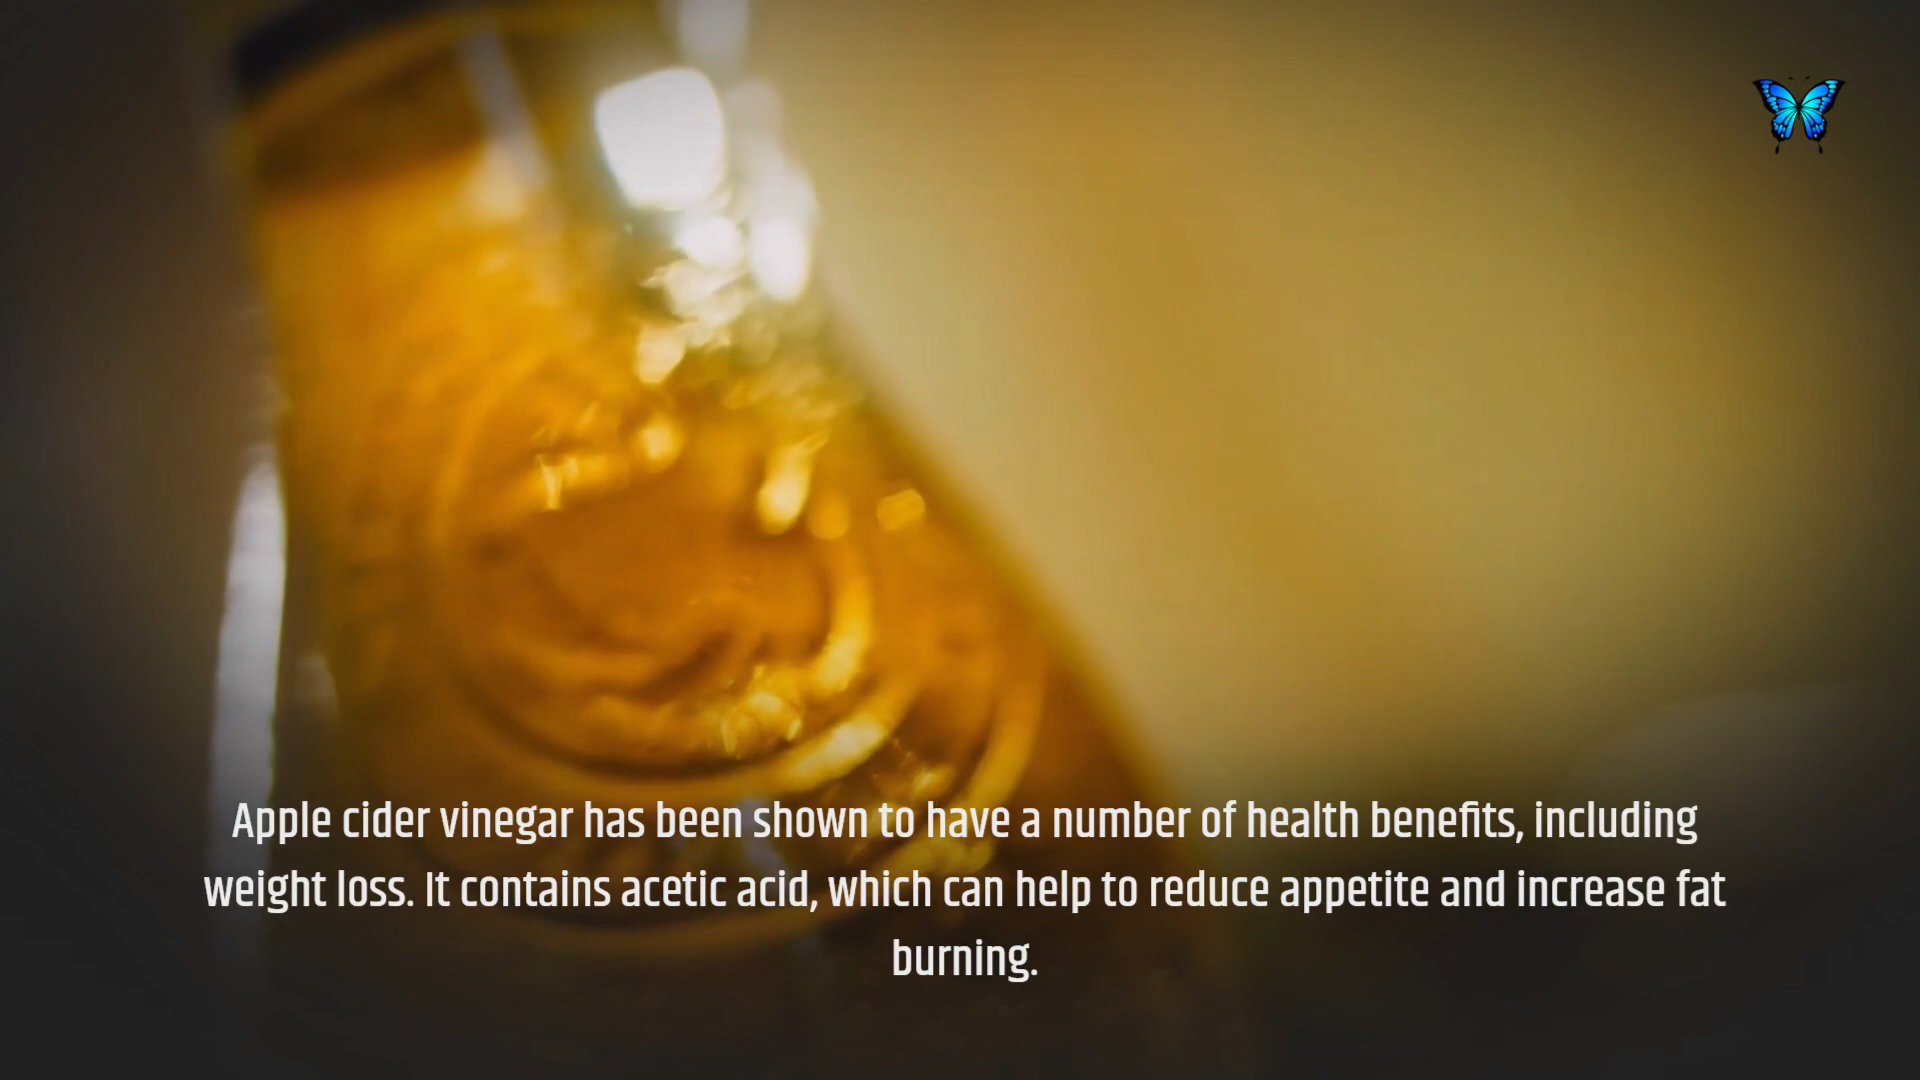 Apple cider vinegar has been shown to have a number of health benefits, including
weight loss. It contains acetic acid, which can help to reduce appetite and increase fat
burning.